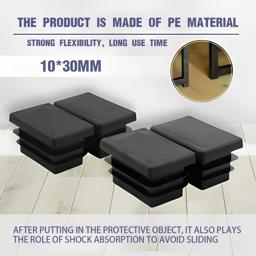 THE PRODUCT IS MADE OF PE MATERIAL
STRONG FLEXIBILITY, LONG USE TIME
10*30MM
AFTER PUTTING IN THE PROTECTIVE OBJECT, IT ALSO PLAYS
THE ROLE OF SHOCK ABSORPTION TO AVOID SLIDING